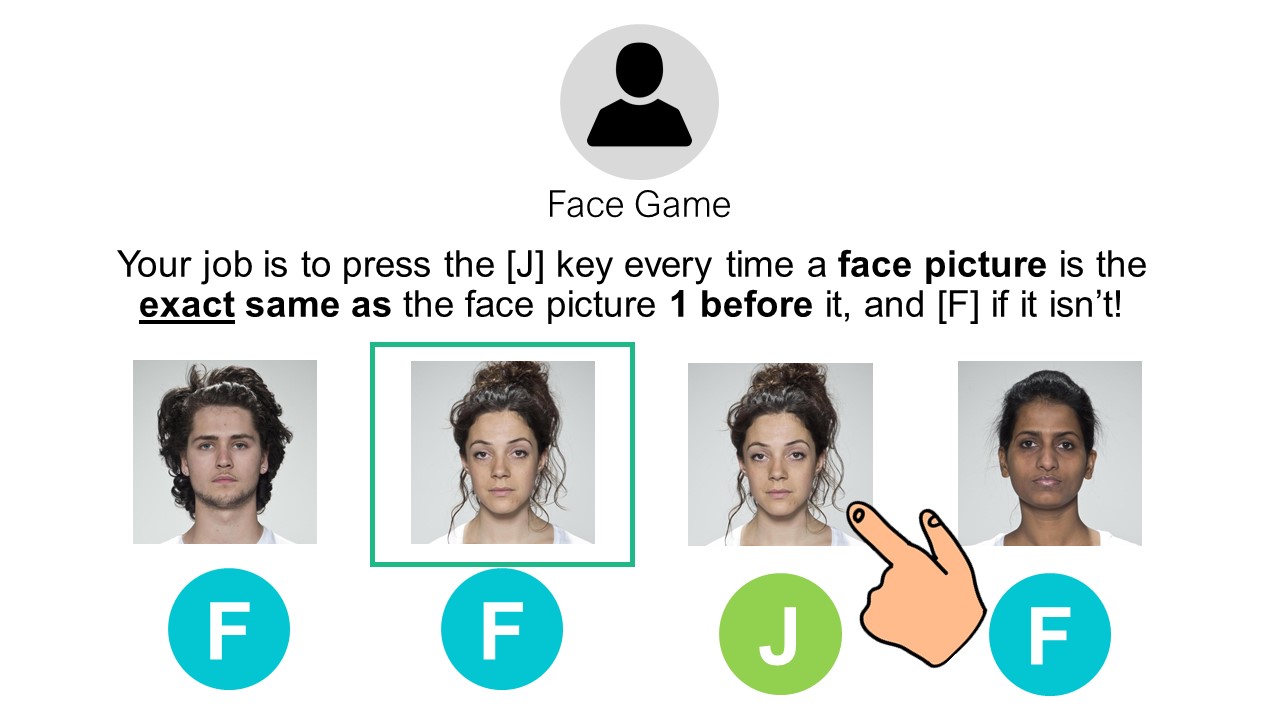 Face Game
Your job is to press the [J] key every time a face picture is the
exact same as the face picture 1 before it, and [F] if it isn’t!
F F J F